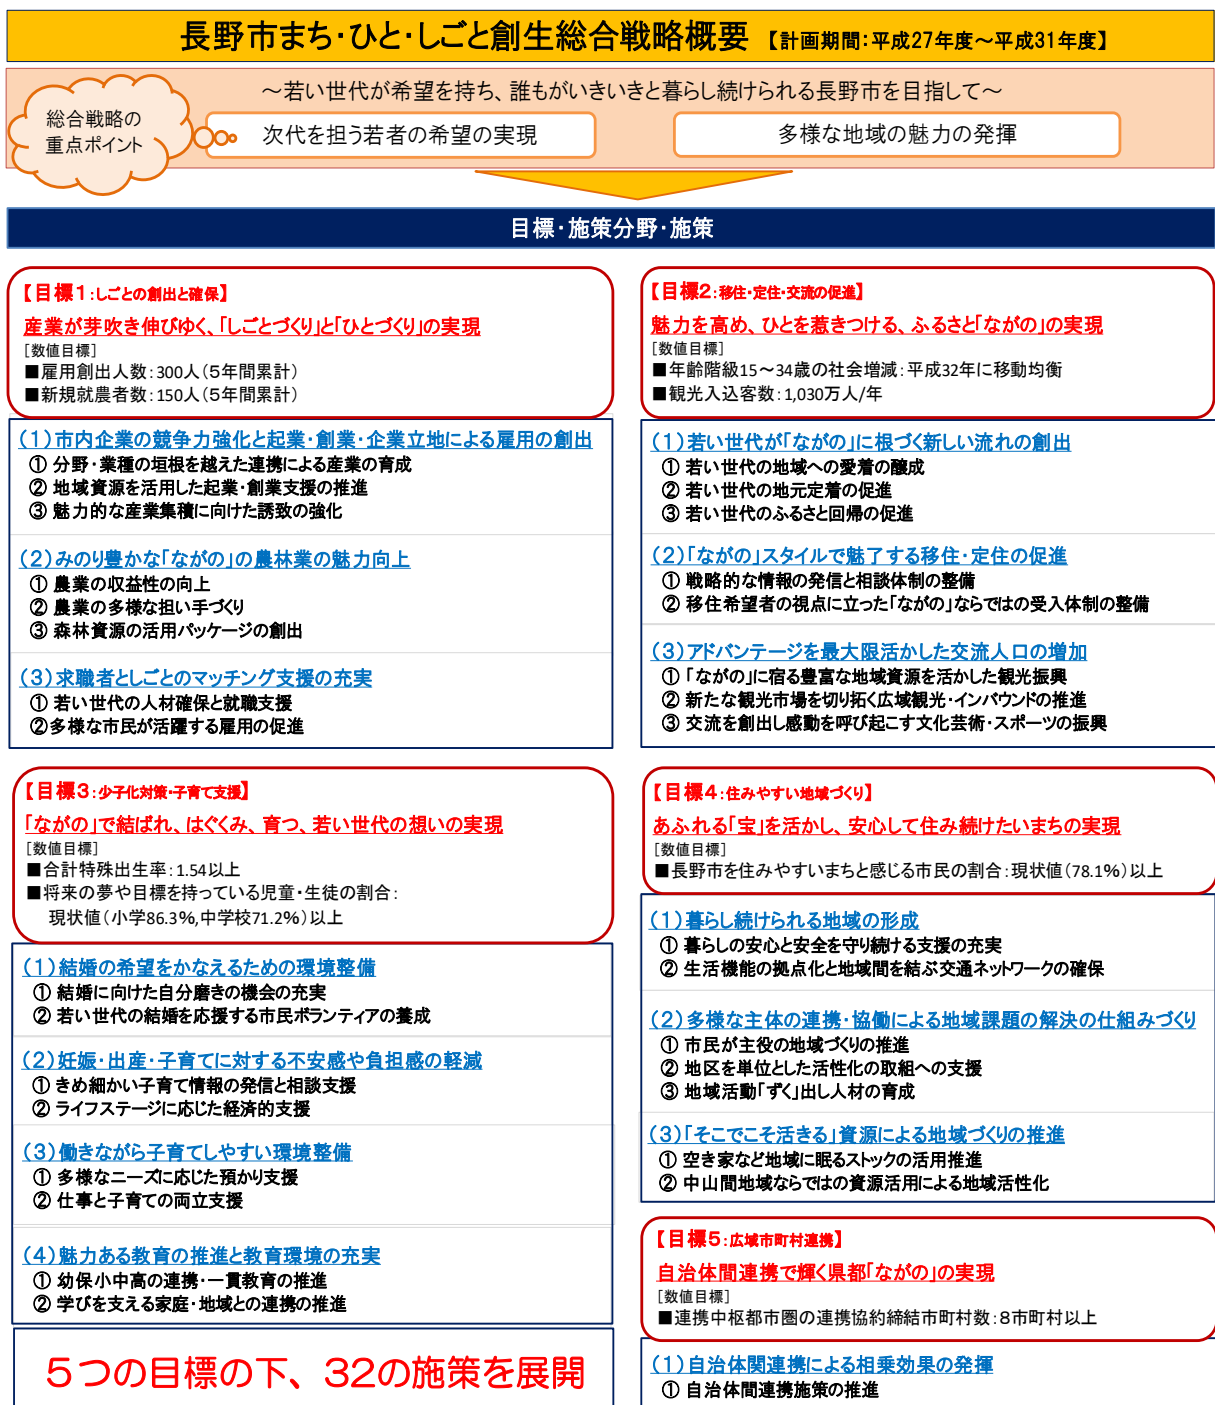 長野市まち・ひと・しごと創生総合戦略概要 【計画期間:平成27年度～平成31年度】
～若い世代が希望を持ち、誰もがいきいきと暮らし続けられる長野市を目指して～
総合戦略の
重点ポイント
次代を担う若者の希望の実現
多様な地域の魅力の発揮
目標・施策分野・施策
【目標1:しごとの創出と確保】
産業が芽吹き伸びゆく、「しごとづくり」と「ひとづくり」の実現
[数値目標]
■雇用創出人数:300人(5年間累計)
■新規就農者数:150人(5年間累計)
(1)市内企業の競争力強化と起業・創業・企業立地による雇用の創出
① 分野・業種の垣根を越えた連携による産業の育成
② 地域資源を活用した起業・創業支援の推進
③ 魅力的な産業集積に向けた誘致の強化
(2)みのり豊かな「ながの」の農林業の魅力向上
① 農業の収益性の向上
② 農業の多様な担い手づくり
③ 森林資源の活用パッケージの創出
(3)求職者としごとのマッチング支援の充実
① 若い世代の人材確保と就職支援
②多様な市民が活躍する雇用の促進
【目標2:移住・定住・交流の促進】
魅力を高め、ひとを惹きつける、ふるさと「ながの」の実現
[数値目標]
■年齢階級15～34歳の社会増減:平成32年に移動均衡
■観光入込客数:1,030万人/年
(1)若い世代が「ながの」に根づく新しい流れの創出
① 若い世代の地域への愛着の醸成
② 若い世代の地元定着の促進
③ 若い世代のふるさと回帰の促進
(2)「ながの」スタイルで魅了する移住・定住の促進
① 戦略的な情報の発信と相談体制の整備
② 移住希望者の視点に立った「ながの」ならではの受入体制の整備
(3)アドバンテージを最大限活かした交流人口の増加
① 「ながの」に宿る豊富な地域資源を活かした観光振興
② 新たな観光市場を切り拓く広域観光・インバウンドの推進
③ 交流を創出し感動を呼び起こす文化芸術・スポーツの振興
【目標3:少子化対策・子育て支援】
「ながの」で結ばれ、はぐくみ、育つ、若い世代の想いの実現
[数値目標]
■合計特殊出生率:1.54以上
■将来の夢や目標を持っている児童・生徒の割合:
現状値(小学86.3%,中学校71.2%)以上
(1)結婚の希望をかなえるための環境整備
① 結婚に向けた自分磨きの機会の充実
② 若い世代の結婚を応援する市民ボランティアの養成
(2)妊娠・出産・子育てに対する不安感や負担感の軽減
① きめ細かい子育て情報の発信と相談支援
② ライフステージに応じた経済的支援
(3)働きながら子育てしやすい環境整備
① 多様なニーズに応じた預かり支援
② 仕事と子育ての両立支援
(4)魅力ある教育の推進と教育環境の充実
① 幼保小中高の連携・一貫教育の推進
② 学びを支える家庭・地域との連携の推進
5つの目標の下、32の施策を展開
【目標4:住みやすい地域づくり】
あふれる「宝」を活かし、安心して住み続けたいまちの実現
[数値目標]
■長野市を住みやすいまちと感じる市民の割合:現状値(78.1%)以上
(1)暮らし続けられる地域の形成
① 暮らしの安心と安全を守り続ける支援の充実
② 生活機能の拠点化と地域間を結ぶ交通ネットワークの確保
(2)多様な主体の連携・協働による地域課題の解決の仕組みづくり
① 市民が主役の地域づくりの推進
② 地区を単位とした活性化の取組への支援
③ 地域活動「ずく」出し人材の育成
(3)「そこでこそ活きる」資源による地域づくりの推進
① 空き家など地域に眠るストックの活用推進
② 中山間地域ならではの資源活用による地域活性化
【目標5:広域市町村連携】
自治体間連携で輝く県都「ながの」の実現
[数値目標]
■連携中枢都市圏の連携協約締結市町村数:8市町村以上
(1)自治体関連携による相乗効果の発揮
① 自治体間連携施策の推進